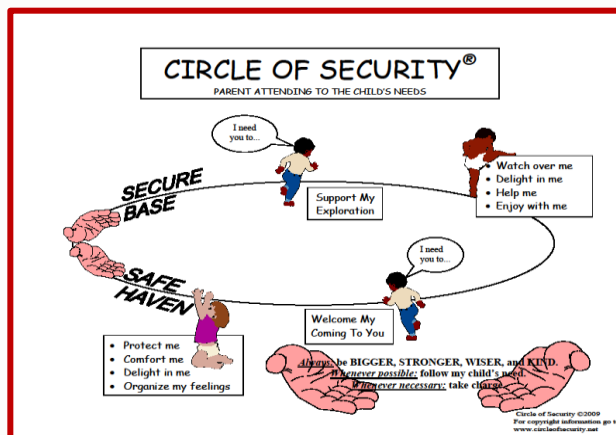 CIRCLE OF SECURITY®
PARENT ATTENDING TO THE CHILD'S NEEDS
I need
you to...
SECURE
BASE
Support My
Exploration
• Watch over me
• Delight in me
• Help me
• Enjoy with me
I need
you to...
SAFE
HAVEN
Welcome My
Coming To You
• Protect me
• Comfort me
• Delight in me
• Organize my feelings
Always: be BIGGER, STRONGER, WISER, and KIND.
Whenever possible: follow my child's need.
Whenever necessary: take charge.
Circle of Security ©2009
For copyright information go t
www.circleofsecurity.net